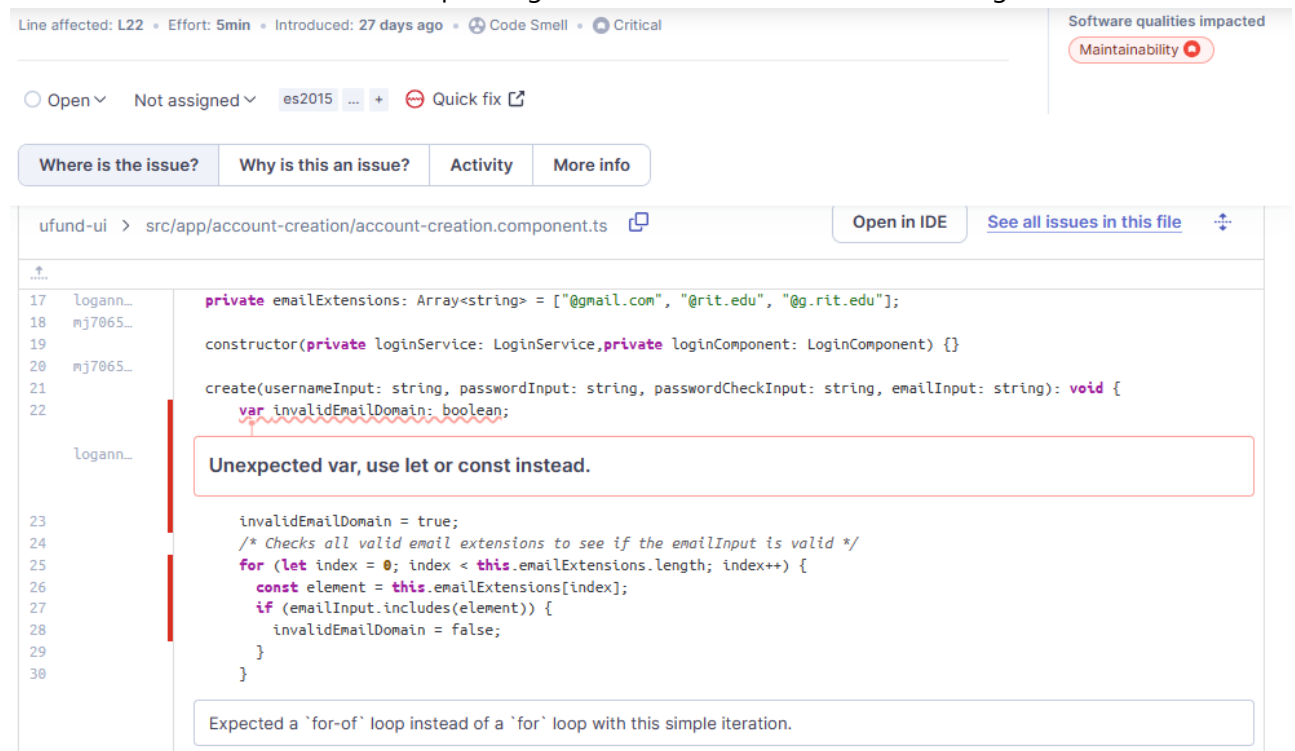 Line affected: L22 • Effort: 5min • Introduced: 27 days ago • Code Smell • Critical
Software qualities impacted
Maintainability
Open Not assigned es2015 ... + Quick fix
Where is the issue? Why is this an issue? Activity More info
ufund-ui > src/app/account-creation/account-creation.component.ts Open in IDE See all issues in this file
17 logann… private emailExtensions: Array<string> = ["@gmail.com", "@rit.edu", "@g.rit.edu"];
18 mj7065…
19 constructor(private loginService: LoginService,private loginComponent: LoginComponent) {}
20 mj7065…
21 create(usernameInput: string, passwordInput: string, passwordCheckInput: string, emailInput: string): void {
22 var invalidEmailDomain: boolean;
logann… Unexpected var, use let or const instead.
23 invalidEmailDomain = true;
24 /* Checks all valid email extensions to see if the emailInput is valid */
25 for (let index = 0; index < this.emailExtensions.length; index++) {
26 const element = this.emailExtensions[index];
27 if (emailInput.includes(element)) {
28 invalidEmailDomain = false;
29 }
30 }
Expected a `for-of` loop instead of a `for` loop with this simple iteration.